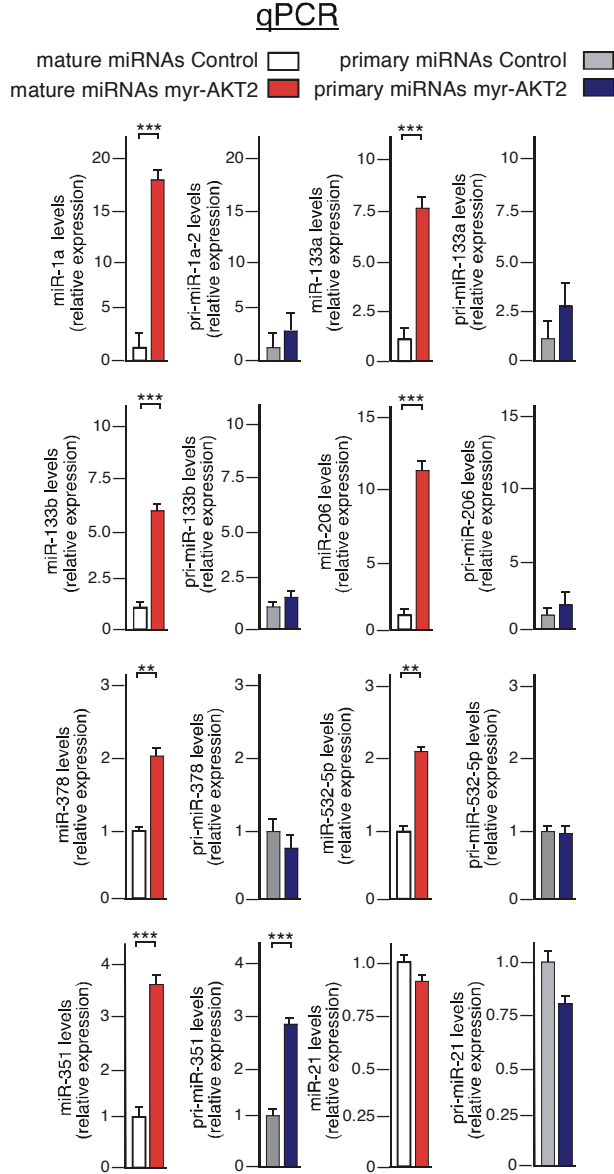 qPCR
mature miRNAs Control
primary miRNAs Control
mature miRNAs myr-AKT2
primary miRNAs myr-AKT2
miR-1a levels
(relative expression)
20
15
10
5
0
***
pri-miR-1a-2 levels
(relative expression)
20
15
10
5
0
miR-133a levels
(relative expression)
10
7.5
5.0
2.5
0
***
pri-miR-133a levels
(relative expression)
10
7.5
5.0
2.5
0
miR-133b levels
(relative expression)
10
7.5
5.0
2.5
0
***
pri-miR-133b levels
(relative expression)
10
7.5
5.0
2.5
0
miR-206 levels
(relative expression)
15
10
5
0
***
pri-miR-206 levels
(relative expression)
15
10
5
0
miR-378 levels
(relative expression)
3
2
1
0
**
pri-miR-378 levels
(relative expression)
3
2
1
0
miR-532-5p levels
(relative expression)
3
2
1
0
**
pri-miR-532-5p levels
(relative expression)
3
2
1
0
miR-351 levels
(relative expression)
4
3
2
1
0
***
pri-miR-351 levels
(relative expression)
4
3
2
1
0
***
miR-21 levels
(relative expression)
1.0
0.75
0.5
0.25
0
pri-miR-21 levels
(relative expression)
1.0
0.75
0.5
0.25
0